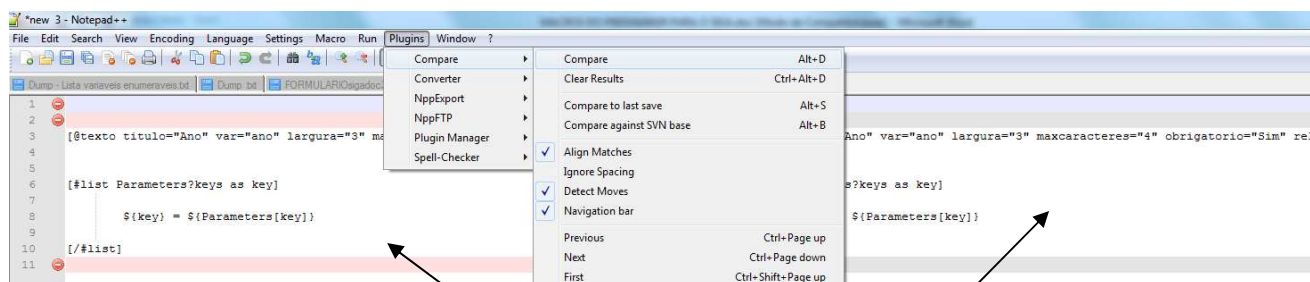 *new 3 - Notepad++
File Edit Search View Encoding Language Settings Macro Run Plugins Window ?
Compare Compare Alt+D
Converter Clear Results Ctrl+Alt+D
Dump - Lista variaveis enumeraveis.txt Dump .txt FORMULARIOsigadoc
NppExport Compare to last save Alt+S
NppFTP Compare against SVN base Alt+B
Plugin Manager Align Matches
Spell-Checker Ignore Spacing
Detect Moves
Navigation bar
Previous Ctrl+Page up
Next Ctrl+Page down
First Ctrl+Shift+Page up
1
2
3 [@texto titulo="Ano" var="ano" largura="3" ma Ano" var="ano" largura="3" maxcaracteres="4" obrigatorio="Sim" rel
4
5
6 [#list Parameters?keys as key] s?keys as key]
7
8 ${key} = ${Parameters[key]} ${Parameters[key]}
9
10 [/#list]
11